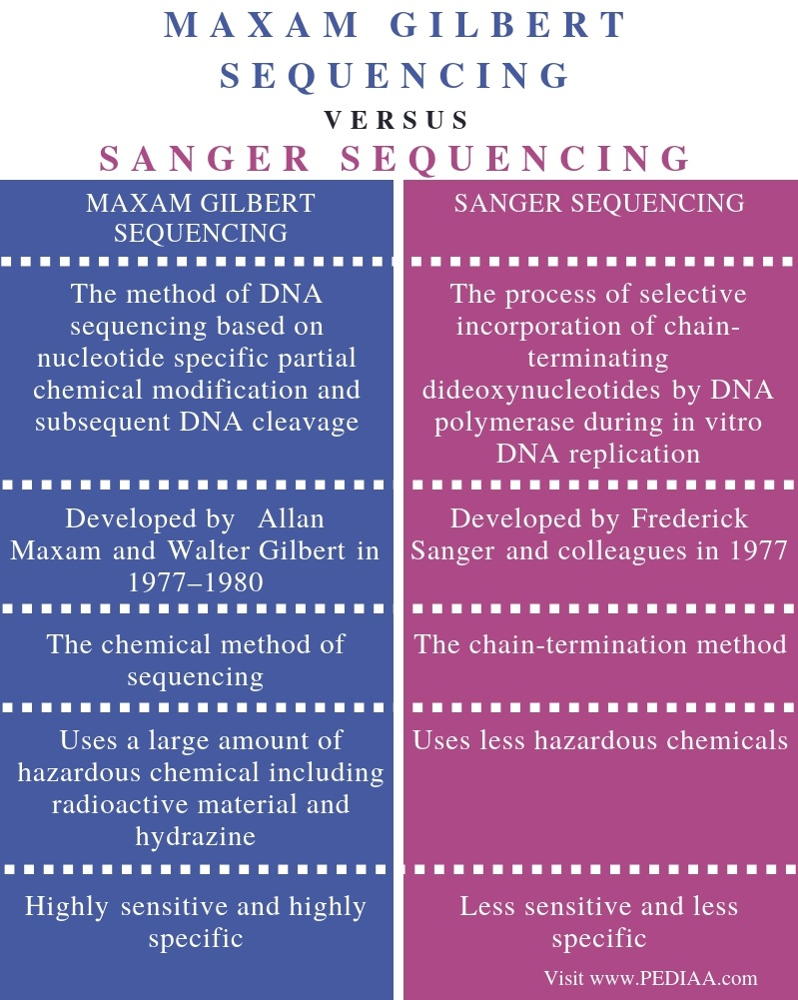 MAXAM GILBERT
SEQUENCING
VERSUS
SANGER SEQUENCING
MAXAM GILBERT
SEQUENCING
The method of DNA
sequencing based on
nucleotide specific partial
chemical modification and
subsequent DNA cleavage
Developed by Allan
Maxam and Walter Gilbert in
1977–1980
The chemical method of
sequencing
Uses a large amount of
hazardous chemical including
radioactive material and
hydrazine
Highly sensitive and highly
specific
SANGER SEQUENCING
The process of selective
incorporation of chain-
terminating
dideoxynucleotides by DNA
polymerase during in vitro
DNA replication
Developed by Frederick
Sanger and colleagues in 1977
The chain-termination method
Uses less hazardous chemicals
Less sensitive and less
specific
Visit www.PEDIAA.com